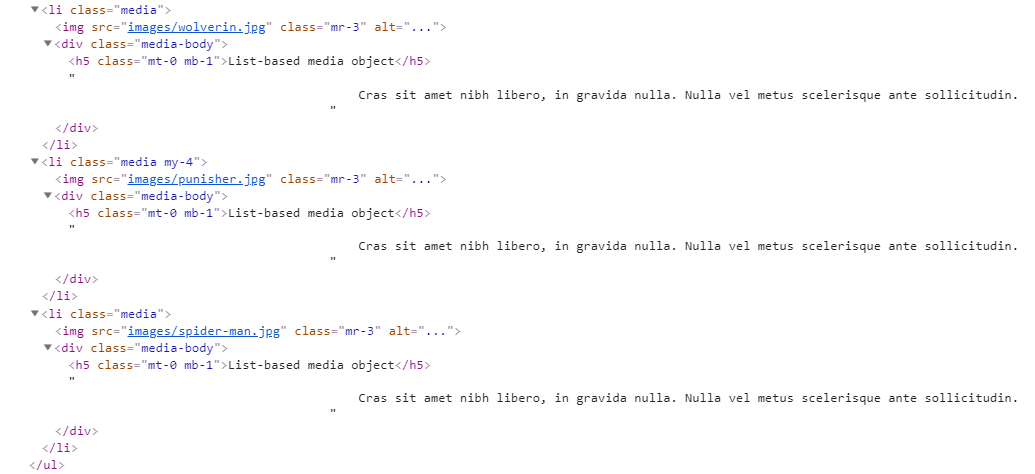 ▼<li class="media">
<img src="images/wolverin.jpg" class="mr-3" alt="...">
▼<div class="media-body">
<h5 class="mt-0 mb-1">List-based media object</h5>
"
Cras sit amet nibh libero, in gravida nulla. Nulla vel metus scelerisque ante sollicitudin.
"
</div>
</li>
▼<li class="media my-4">
<img src="images/punisher.jpg" class="mr-3" alt="...">
▼<div class="media-body">
<h5 class="mt-0 mb-1">List-based media object</h5>
"
Cras sit amet nibh libero, in gravida nulla. Nulla vel metus scelerisque ante sollicitudin.
"
</div>
</li>
▼<li class="media">
<img src="images/spider-man.jpg" class="mr-3" alt="...">
▼<div class="media-body">
<h5 class="mt-0 mb-1">List-based media object</h5>
"
Cras sit amet nibh libero, in gravida nulla. Nulla vel metus scelerisque ante sollicitudin.
"
</div>
</li>
</ul>